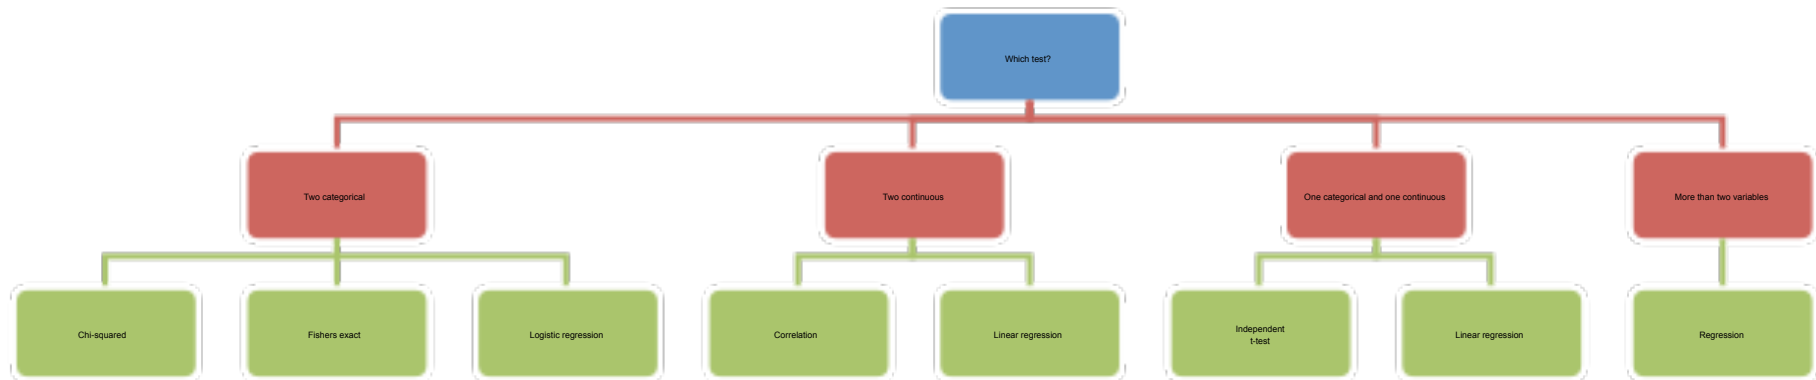 Which test?
Two categorical
Two continuous
One categorical and one continuous
More than two variables
Chi-squared
Fishers exact
Logistic regression
Correlation
Linear regression
Independent
t-test
Linear regression
Regression